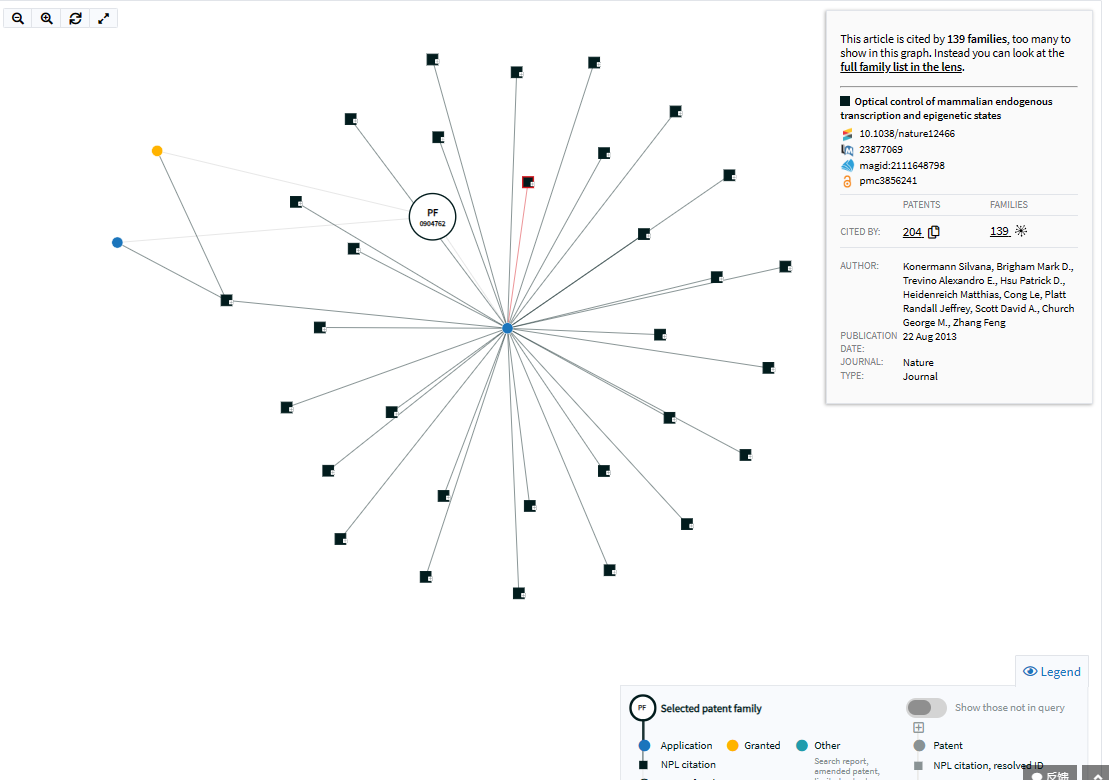 This article is cited by 139 families, too many to
show in this graph. Instead you can look at the
full family list in the lens.
Optical control of mammalian endogenous
transcription and epigenetic states
10.1038/nature12466
23877069
magid:2111648798
pmc3856241
PATENTS FAMILIES
CITED BY: 204 139
AUTHOR: Konermann Silvana, Brigham Mark D.,
Trevino Alexandro E., Hsu Patrick D.,
Heidenreich Matthias, Cong Le, Platt
Randall Jeffrey, Scott David A., Church
George M., Zhang Feng
PUBLICATION DATE: 22 Aug 2013
JOURNAL: Nature
TYPE: Journal
PF
0904762
Legend
PF Selected patent family
Show those not in query
Application Granted Other
Patent
NPL citation
Search report,
amended patent,
NPL citation, resolved ID
反馈